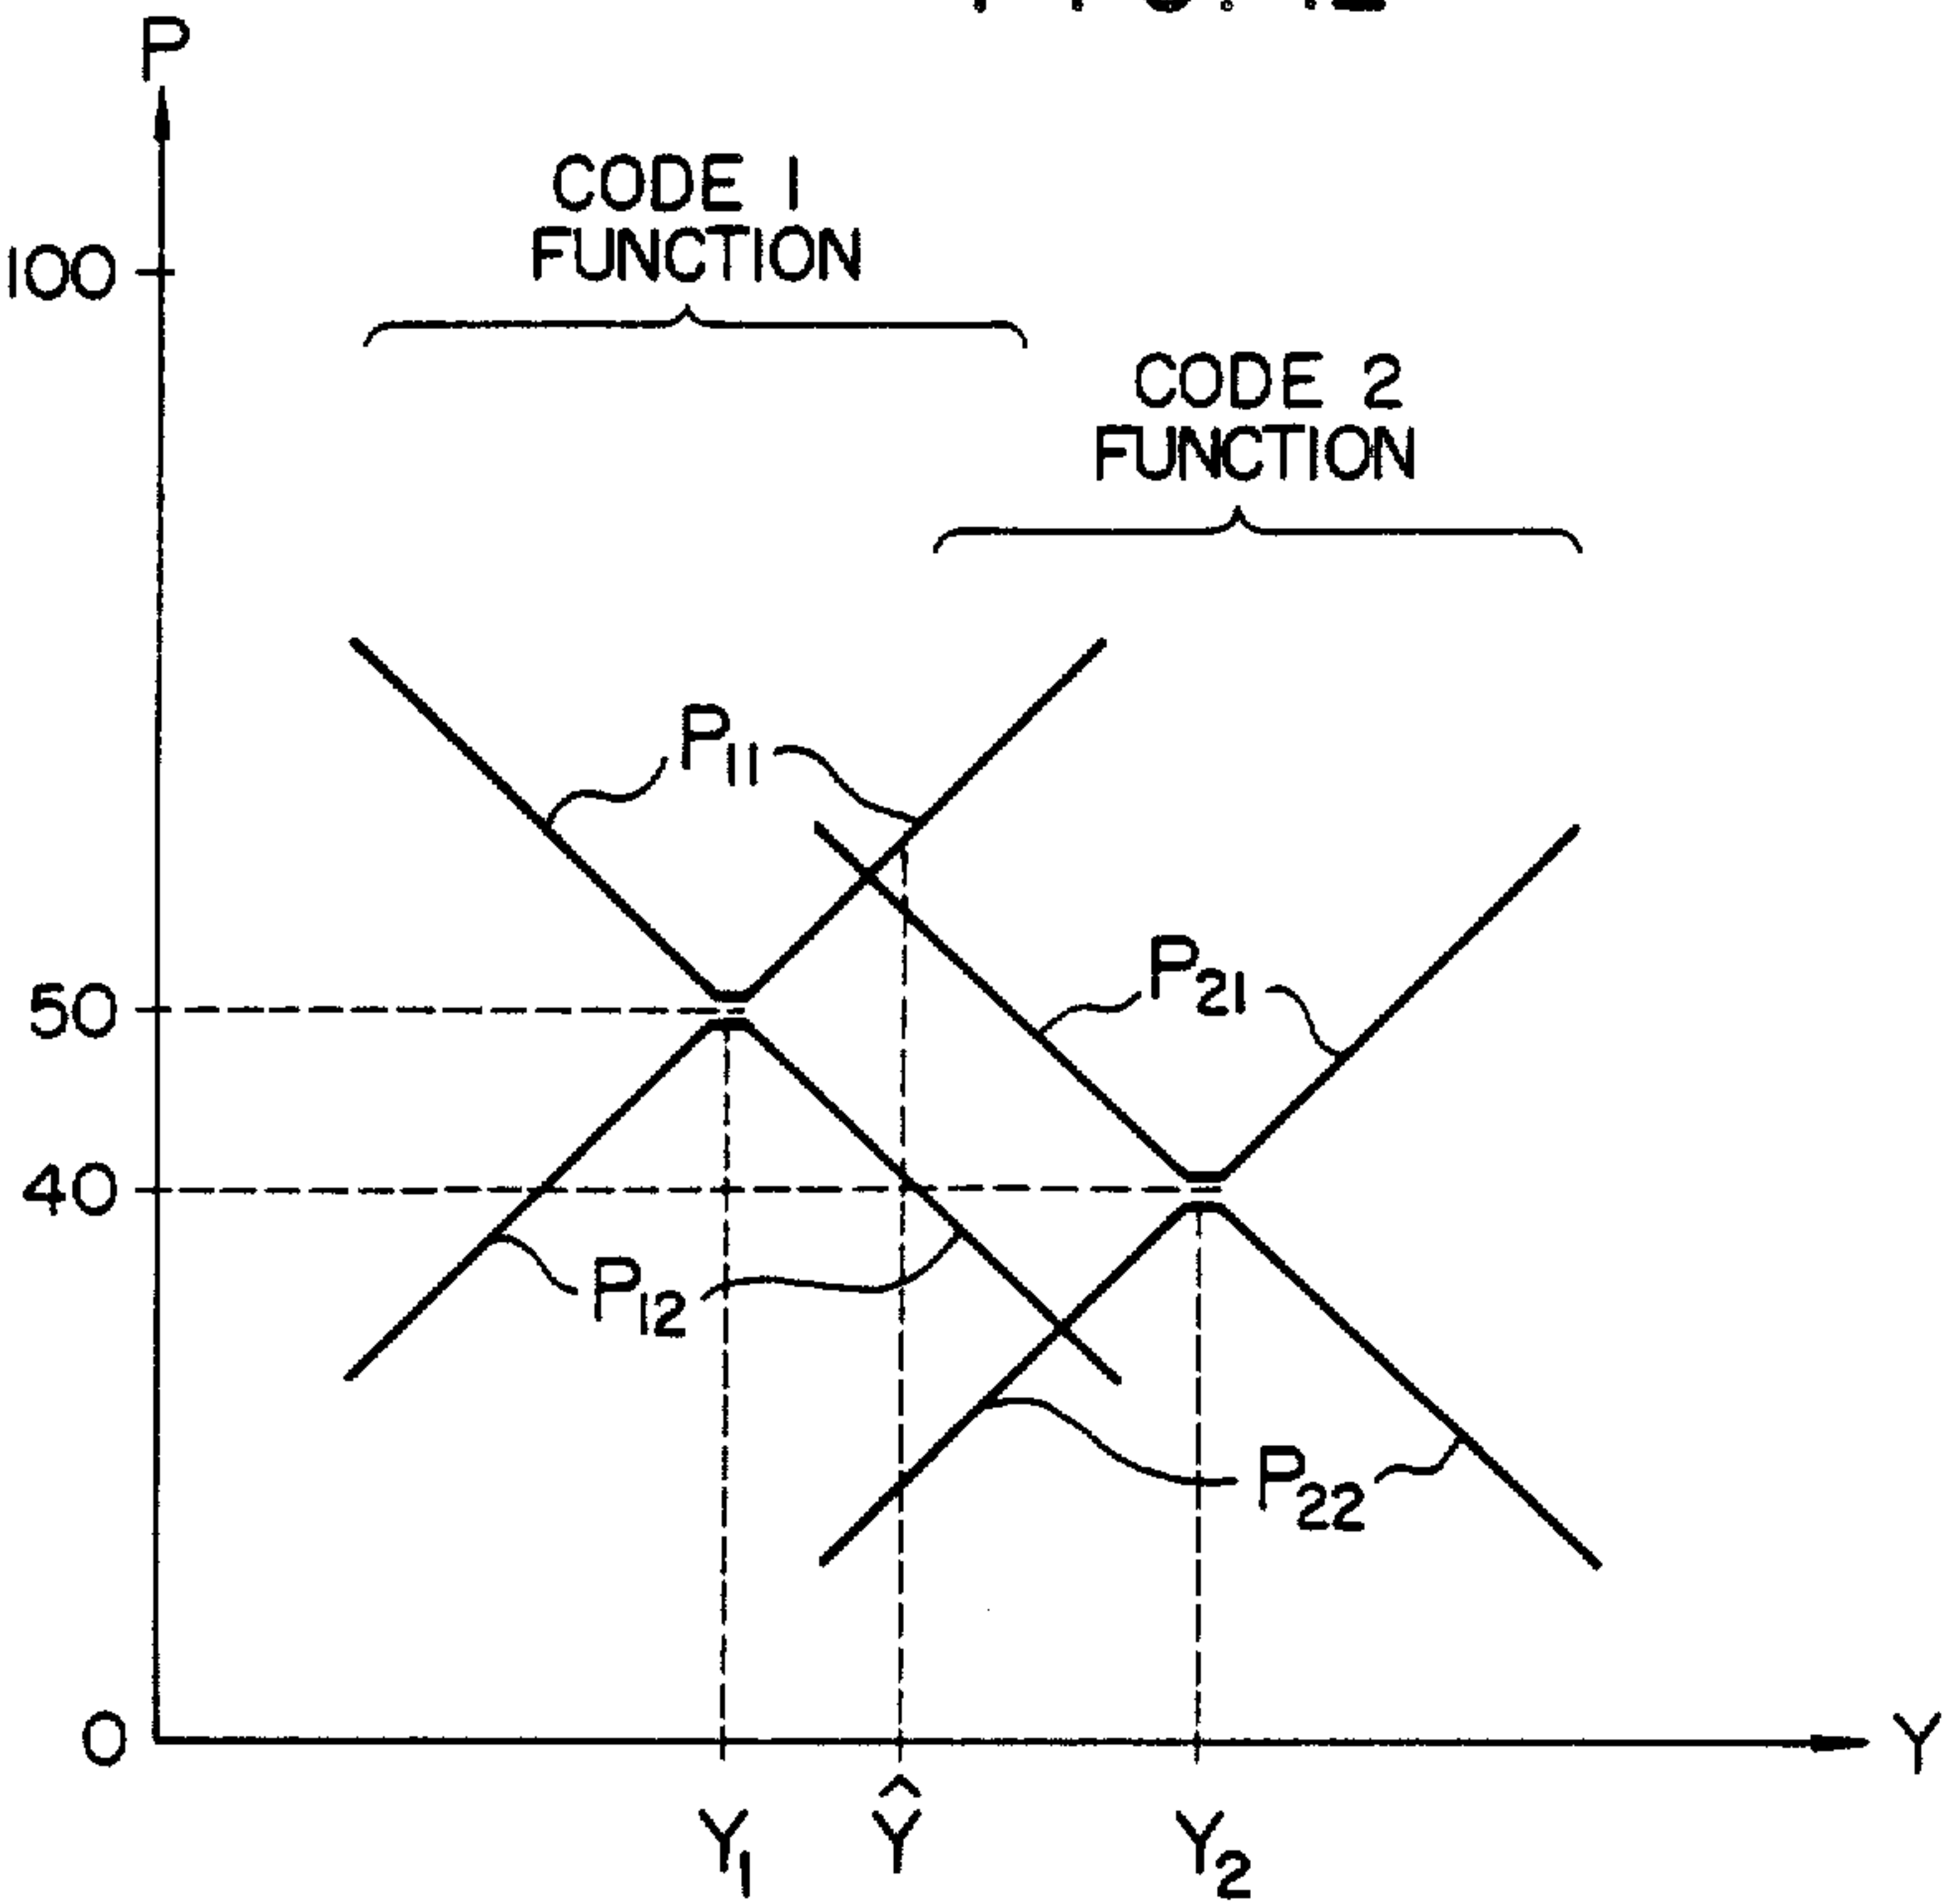 P
CODE 1
FUNCTION
100
CODE 2
FUNCTION
P11
P21
50
40
P12
P22
0
Y
Y1
Ŷ
Y2